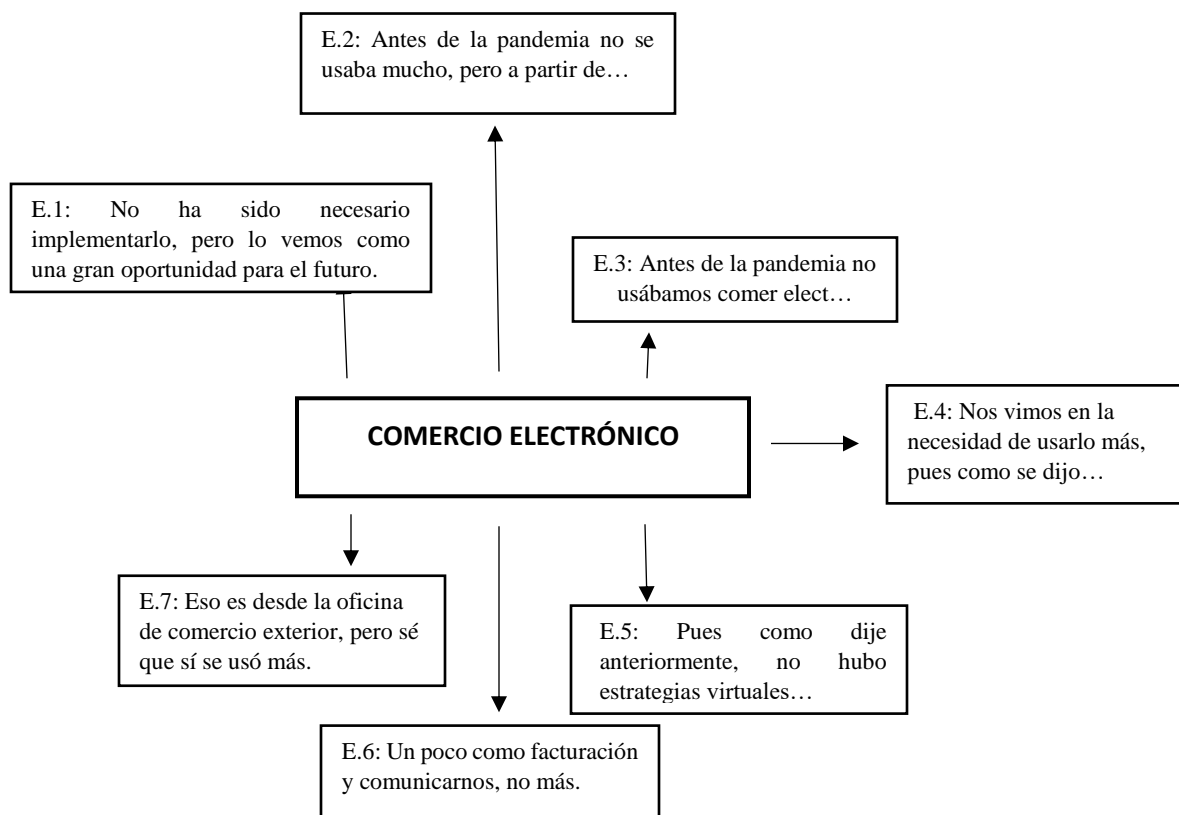 E.2: Antes de la pandemia no se
usaba mucho, pero a partir de…
E.1: No ha sido necesario
implementarlo, pero lo vemos como
una gran oportunidad para el futuro.
E.3: Antes de la pandemia no
usábamos comer elect…
COMERCIO ELECTRÓNICO
E.4: Nos vimos en la
necesidad de usarlo más,
pues como se dijo…
E.7: Eso es desde la oficina
de comercio exterior, pero sé
que sí se usó más.
E.5: Pues como dije
anteriormente, no hubo
estrategias virtuales…
E.6: Un poco como facturación
y comunicarnos, no más.